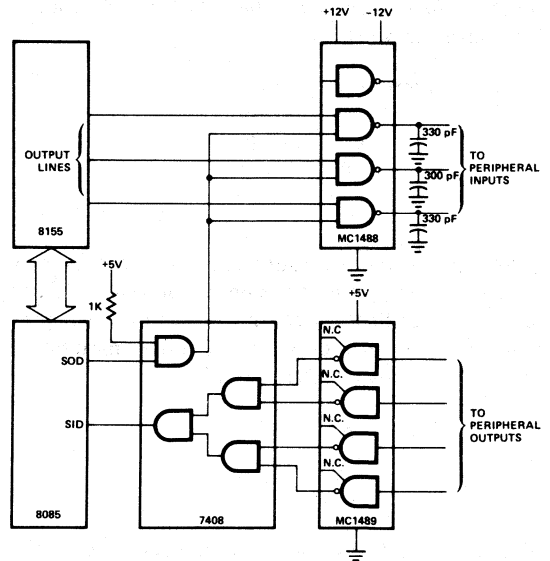 +12V -12V
330 pF
OUTPUT
LINES
300 pF
TO
PERIPHERAL
INPUTS
330 pF
8155
MC1488
+5V
+5V
1K
N.C
SOD
N.C.
SID
N.C.
TO
PERIPHERAL
OUTPUTS
N.C.
8085
7408
MC1489